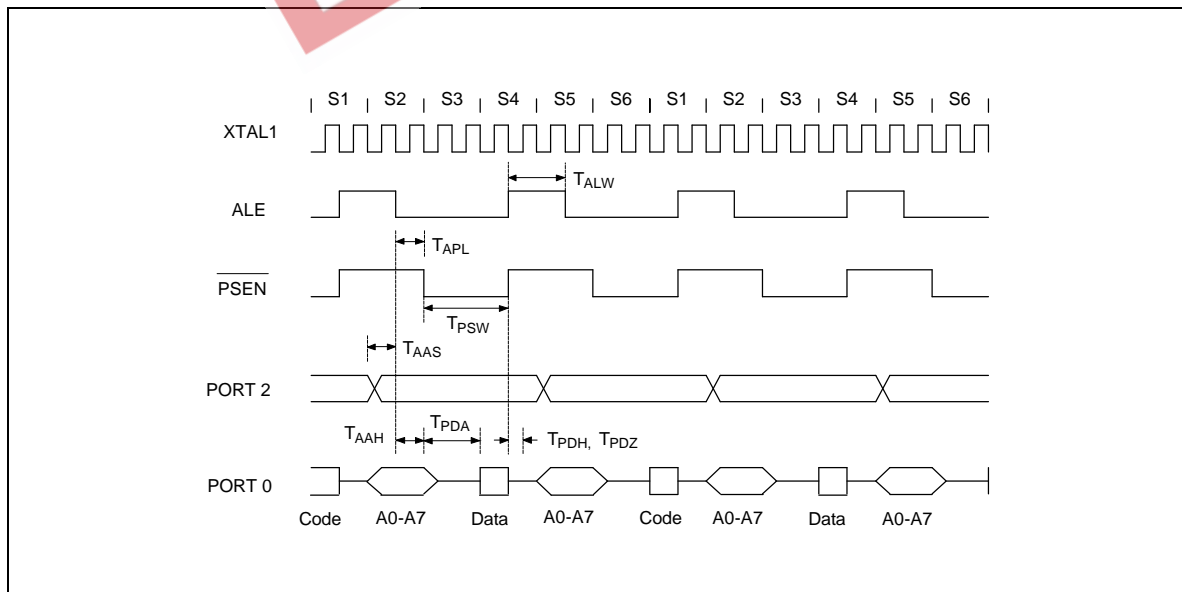 S1 S2 S3 S4 S5 S6 S1 S2 S3 S4 S5 S6
XTAL1
TALW
ALE
TAPL
PSEN
TPSW
TAAS
PORT 2
TAAH TPDA TPDH, TPDZ
PORT 0
Code A0-A7 Data A0-A7 Code A0-A7 Data A0-A7